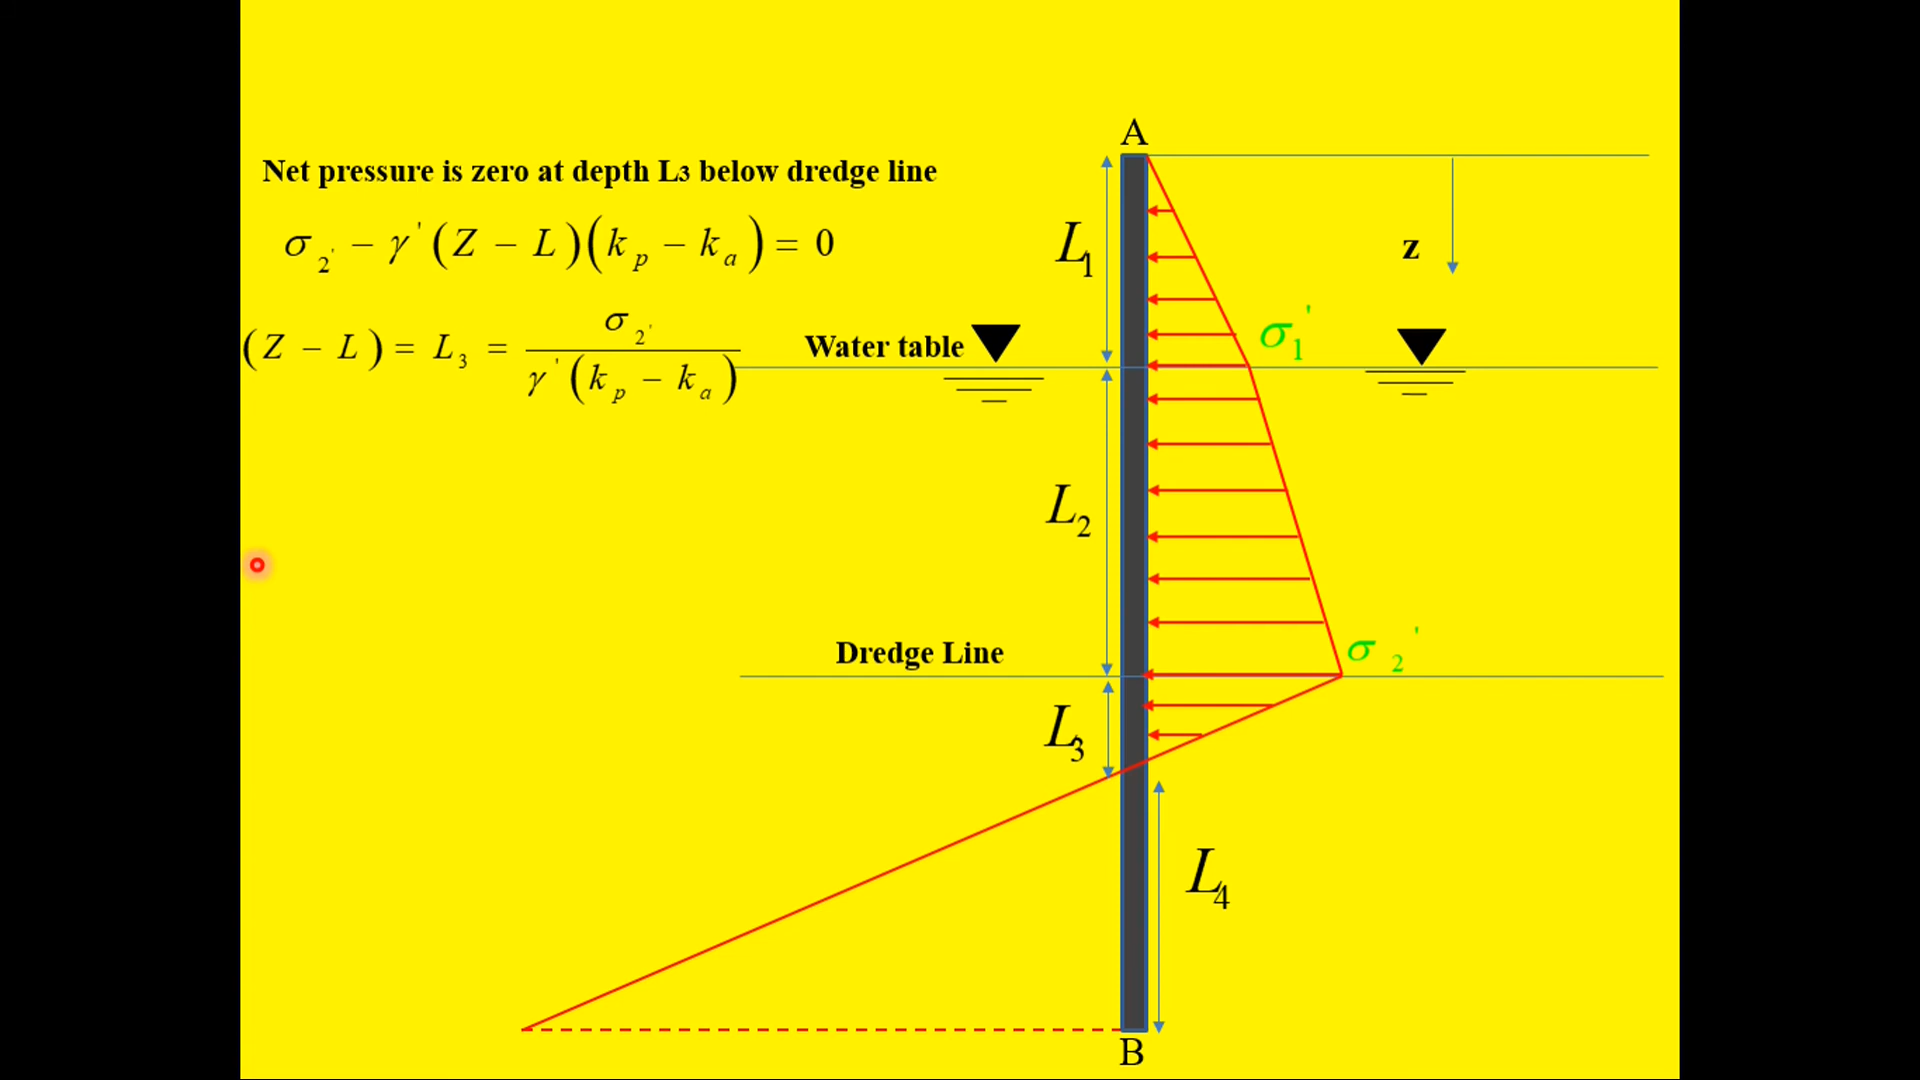 A
Net pressure is zero at depth L₃ below dredge line
σ₂' − γ'(Z − L)(kₚ − kₐ) = 0
L₁
z
(Z − L) = L₃ = σ₂' / γ'(kₚ − kₐ)
Water table
σ₁'
L₂
Dredge Line
σ₂'
L₃
L₄
B